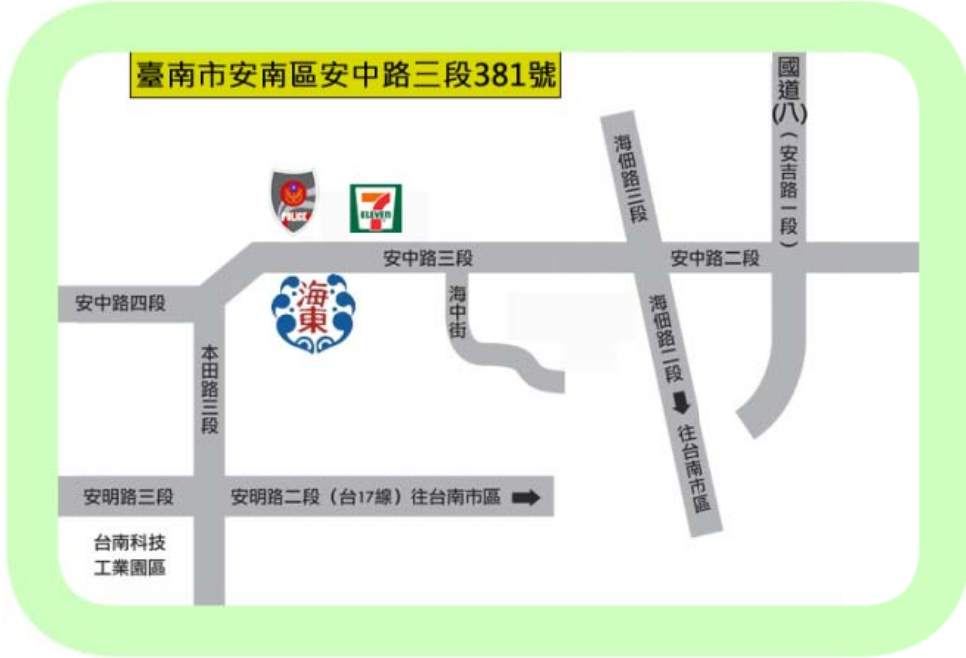 臺南市安南區安中路三段381號
國道(八)(安吉路一段)
海佃路三段
POLICE
7
ELEVEN
安中路三段
安中路二段
安中路四段
海東
海中街
海佃路二段
往台南市區
本田路三段
安明路三段
安明路二段(台17線)往台南市區
台南科技
工業園區